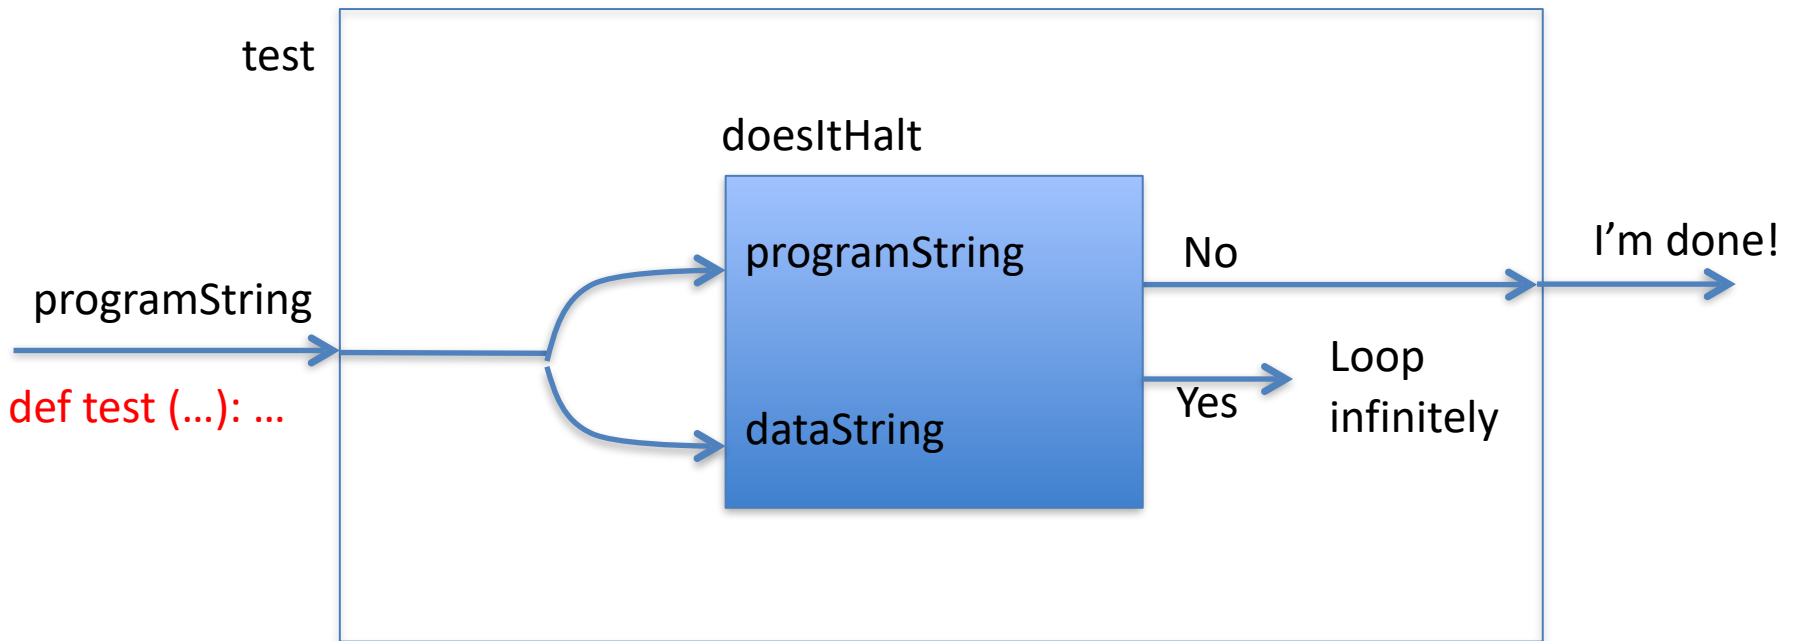 test
doesItHalt
programString
No
I’m done!
programString
Loop
infinitely
Yes
def test (…): …
dataString